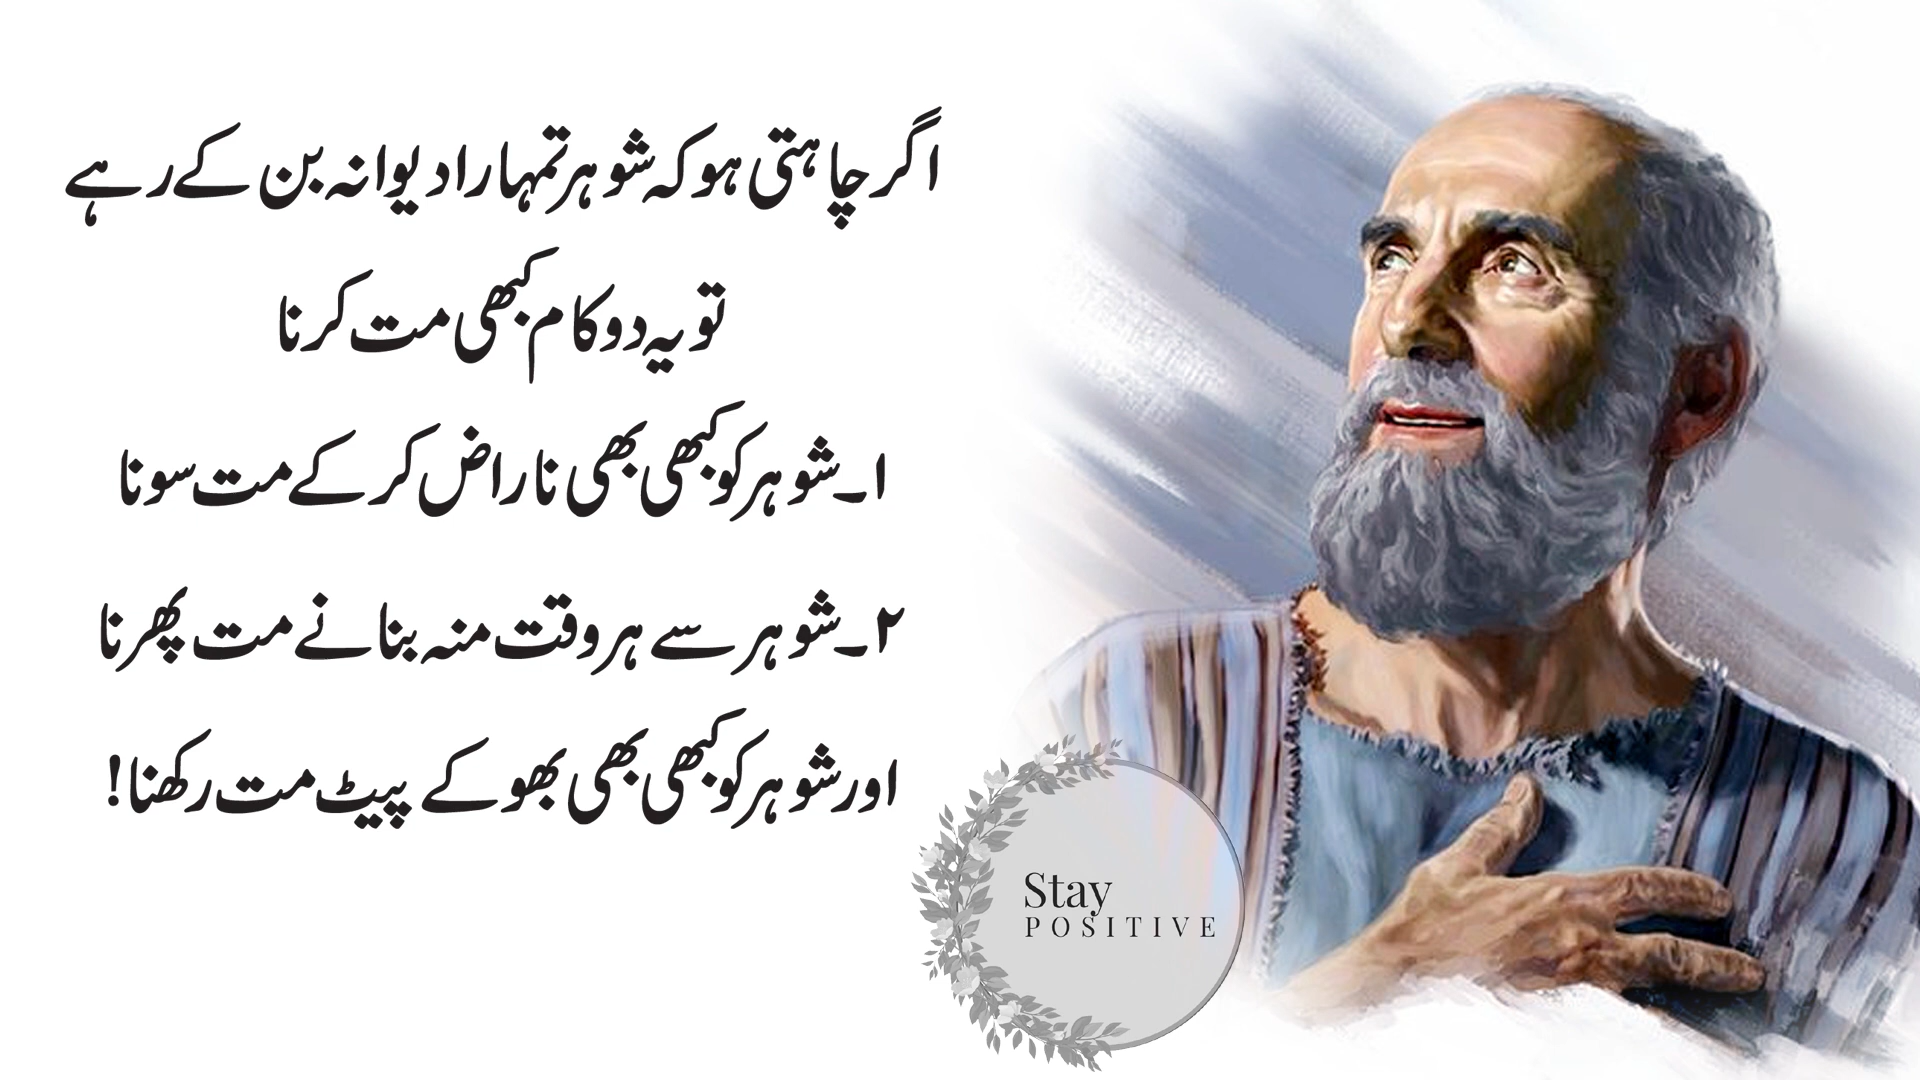 اگر چاہتی ہو کہ شوہر تمہارا دیوانہ بن کے رہے
تو یہ دو کام کبھی مت کرنا
۱۔شوہر کو کبھی بھی ناراض کر کے مت سونا
۲۔شوہر سے ہر وقت منہ بنانے مت پھرنا
اور شوہر کو کبھی بھی بھوکے پیٹ مت رکھنا!
Stay
POSITIVE